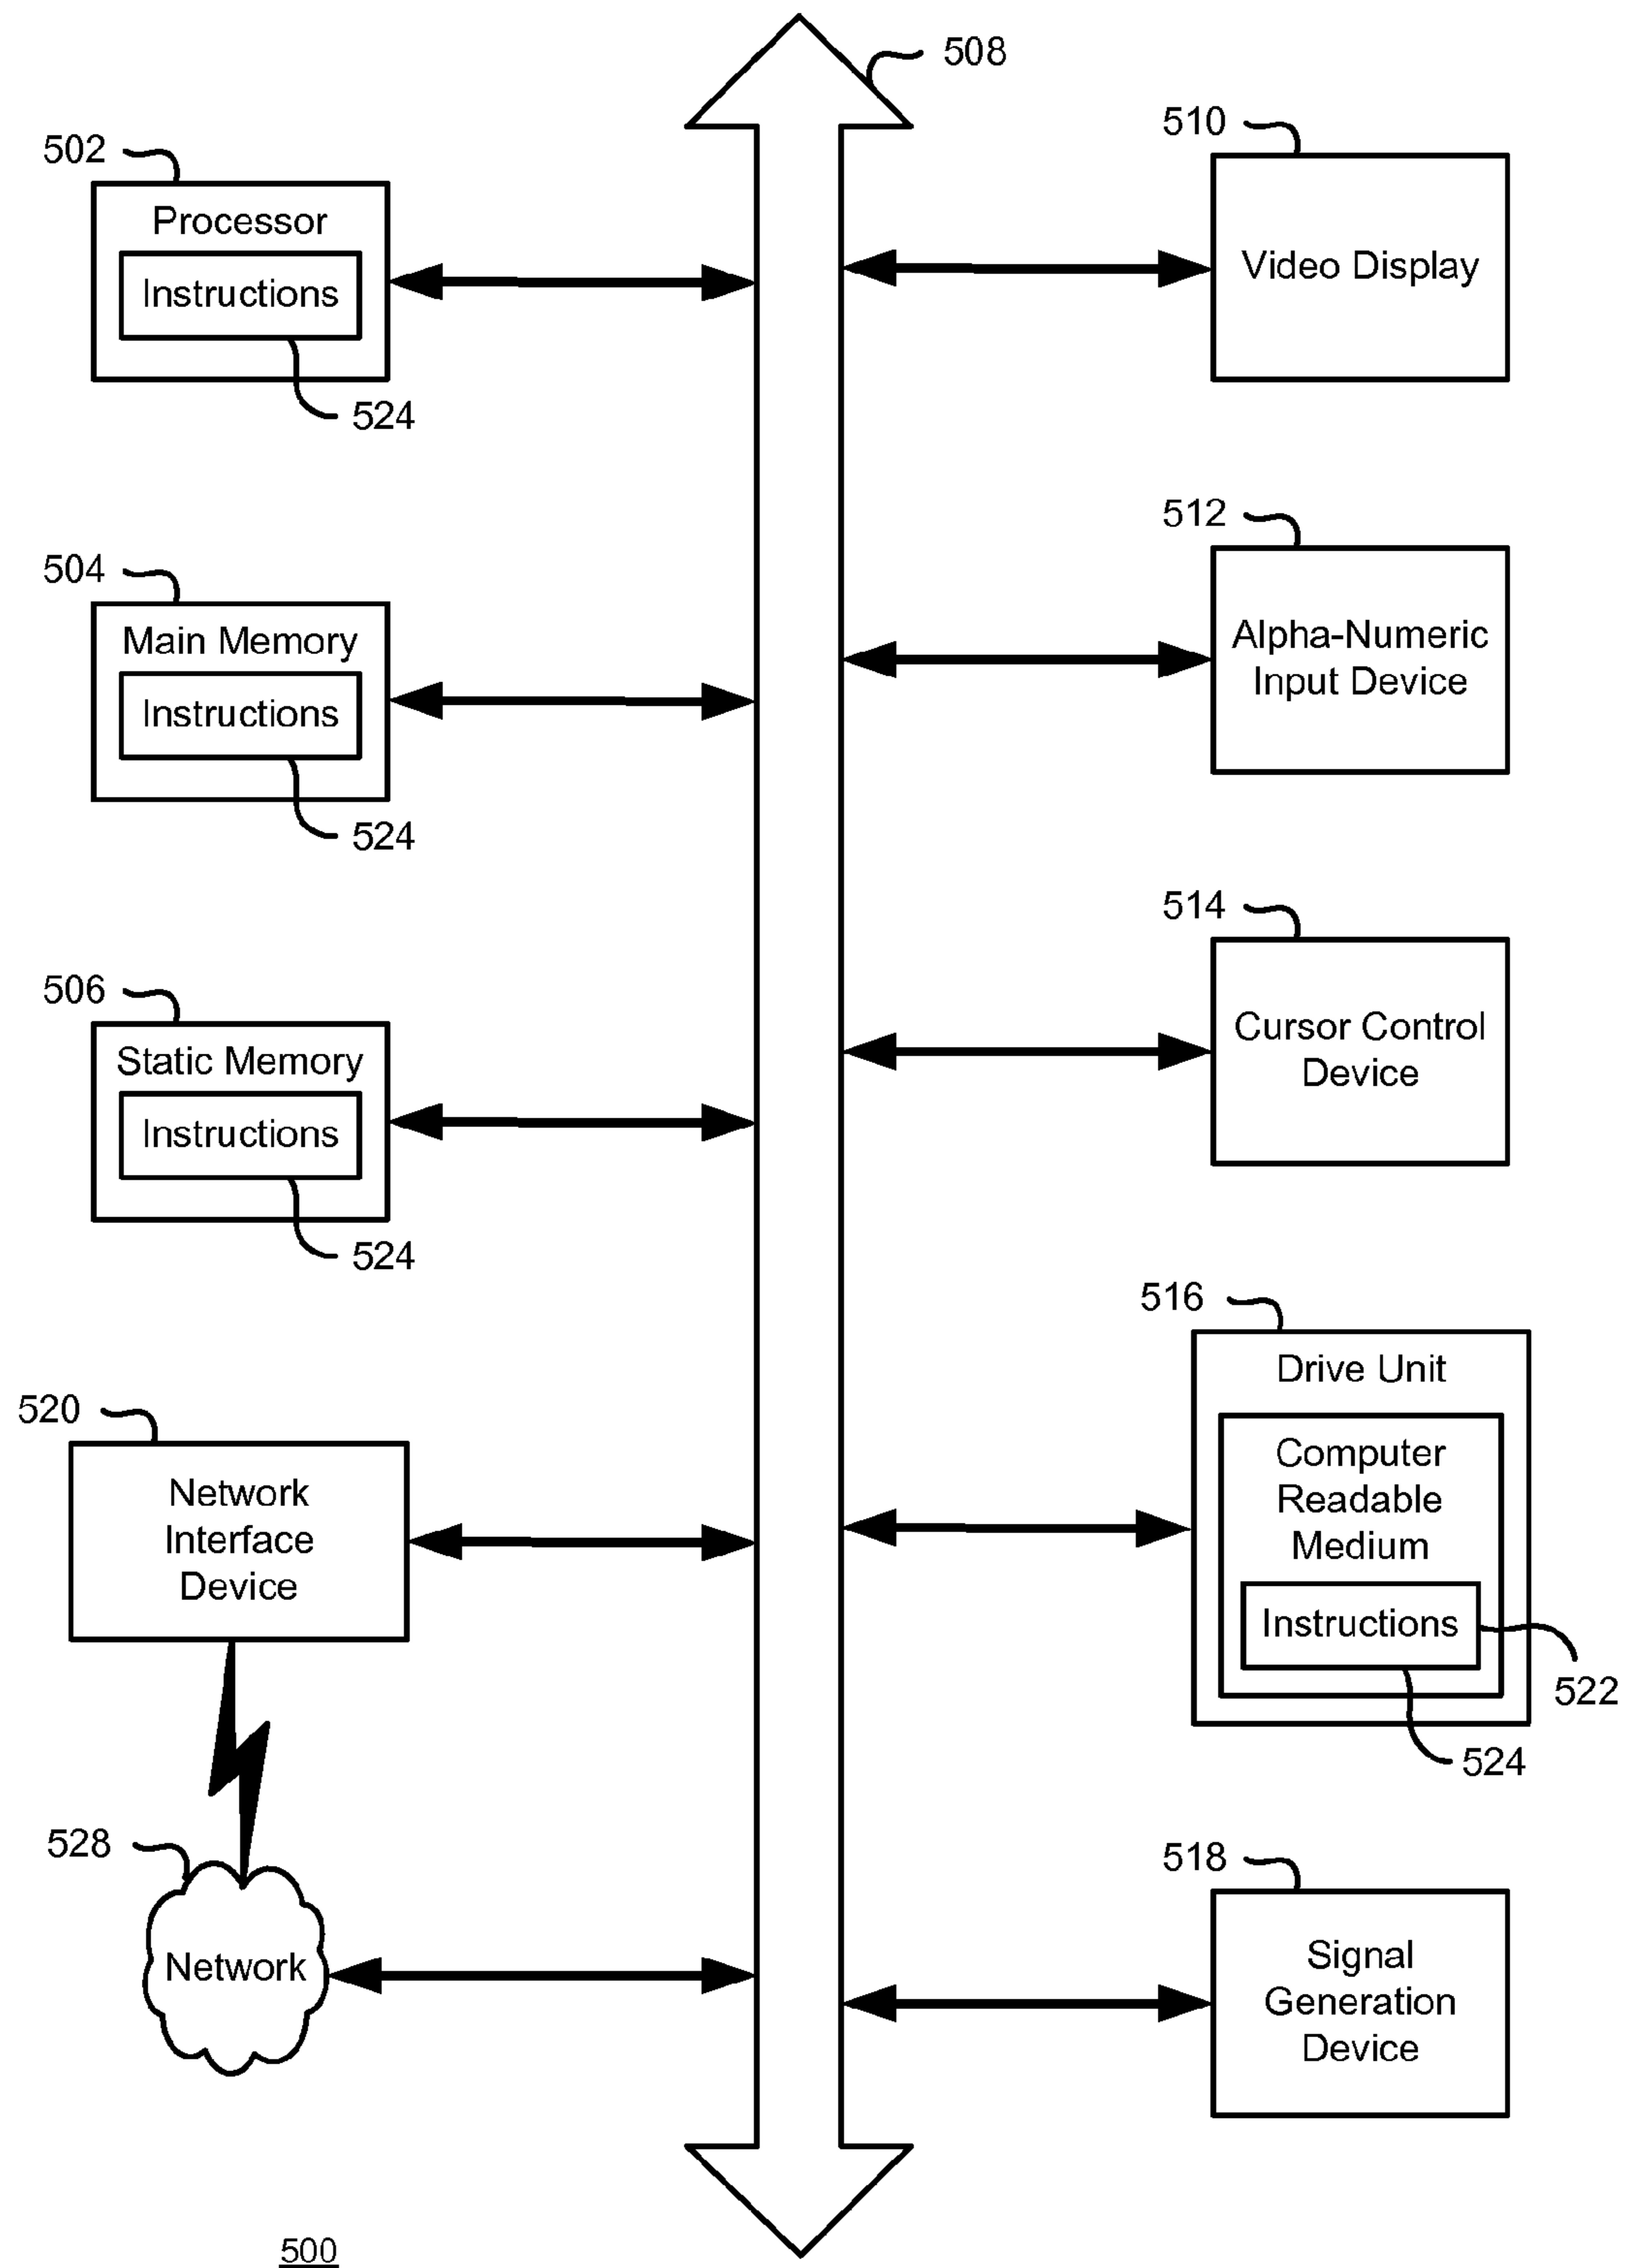 508
502
Processor
Instructions
524
504
Main Memory
Instructions
524
506
Static Memory
Instructions
524
520
Network
Interface
Device
528
Network
510
Video Display
512
Alpha-Numeric
Input Device
514
Cursor Control
Device
516
Drive Unit
Computer
Readable
Medium
Instructions
522
524
518
Signal
Generation
Device
500